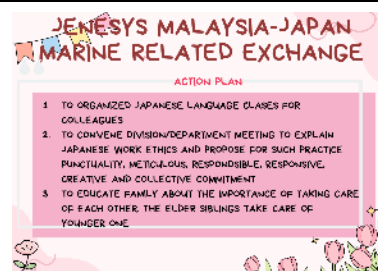 JENESYS MALAYSIA-JAPAN
MARINE RELATED EXCHANGE
ACTION PLAN
1 TO ORGANIZED JAPANESE LANGUAGE CLASES FOR
COLLEAGUES
2. TO CONVENE DIVISION/DEPARTMENT MEETING TO EXPLAIN
JAPANESE WORK ETHICS AND PROPOSE FOR SUCH PRACTICE
PUNCTUALITY, METICULOUS, RESPONDSIBLE, RESPONSIVE,
CREATIVE AND COLLECTIVE COMMITMENT
3 TO EDUCATE FAMILY ABOUT THE IMPORTANCE OF TAKING CARE
OF EACH OTHER, THE ELDER SIBLINGS TAKE CARE OF
YOUNGER ONE